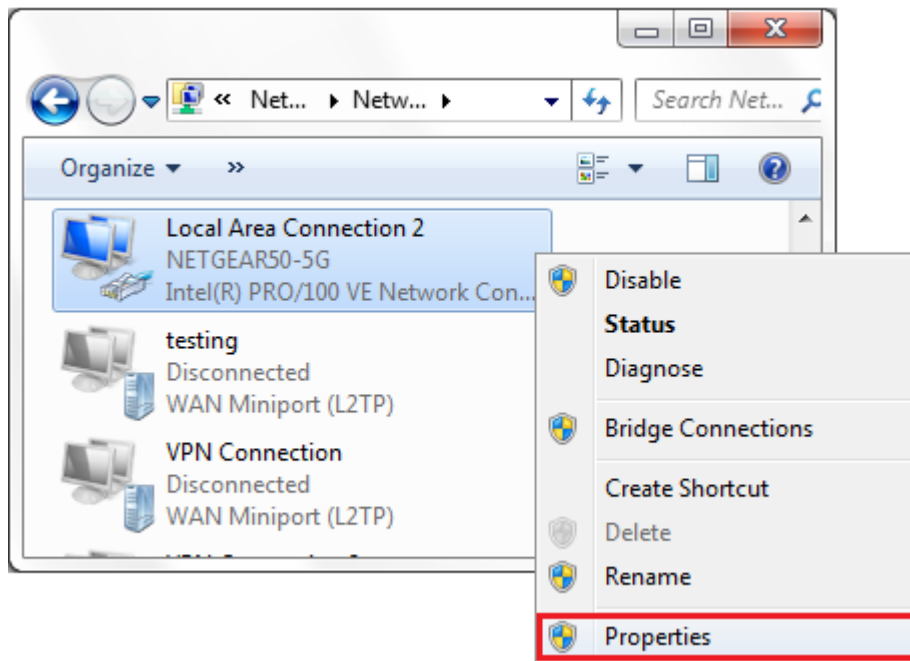 « Net... Netw...
Search Net...
Organize »
Local Area Connection 2
NETGEAR50-5G
Intel(R) PRO/100 VE Network Con...
testing
Disconnected
WAN Miniport (L2TP)
VPN Connection
Disconnected
WAN Miniport (L2TP)
Disable
Status
Diagnose
Bridge Connections
Create Shortcut
Delete
Rename
Properties